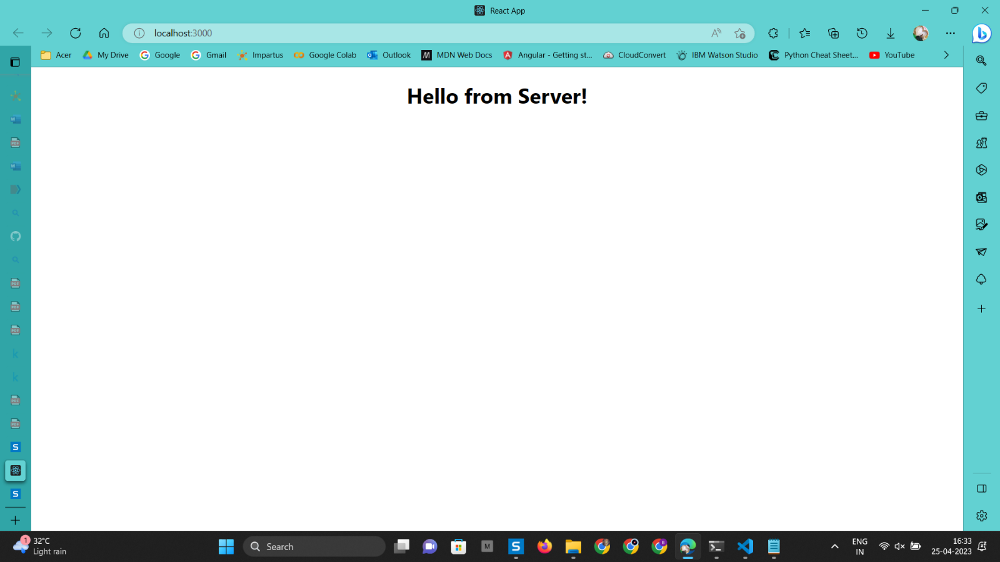 React App
localhost:3000
Acer My Drive Google Gmail Impartus Google Colab Outlook MDN Web Docs Angular - Getting st... CloudConvert IBM Watson Studio Python Cheat Sheet... YouTube
Hello from Server!
1 32°C
Light rain
Search
ENG
IN
16:33
25-04-2023